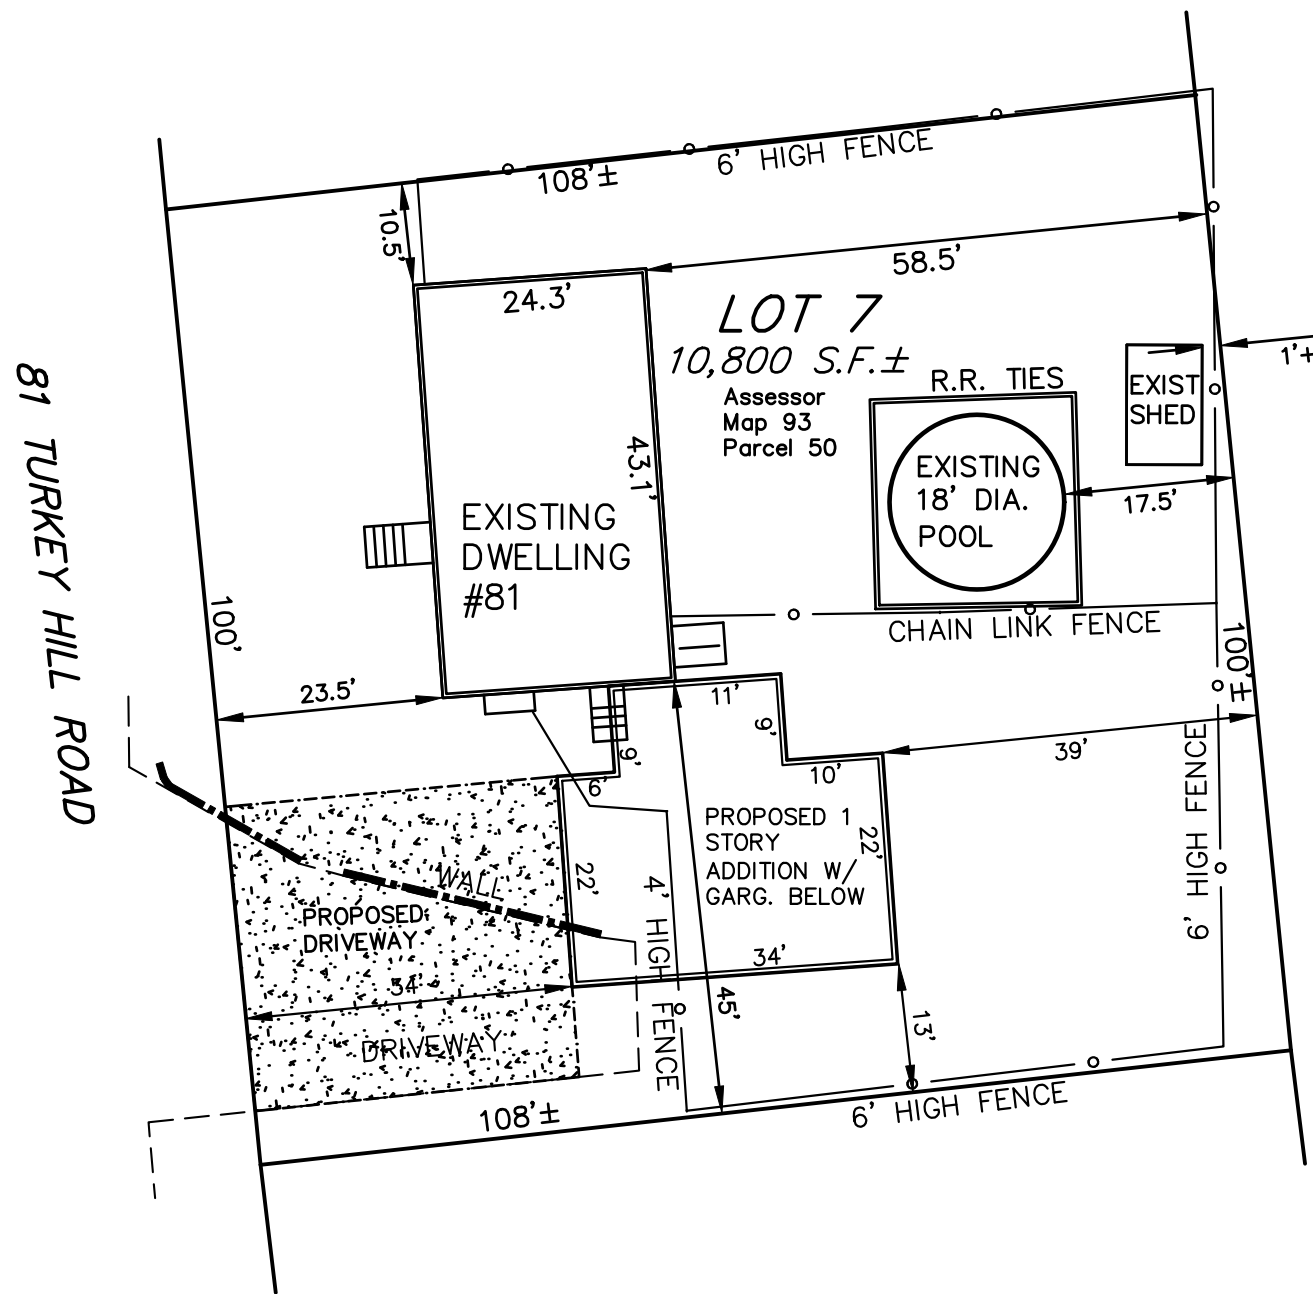 108'±
6' HIGH FENCE
10.5'
58.5'
24.3'
LOT 7
10,800 S.F.±
Assessor
Map 93
Parcel 50
R.R. TIES
EXIST
SHED
1'+
43.1'
EXISTING
18' DIA.
POOL
17.5'
EXISTING
DWELLING
#81
81 TURKEY HILL ROAD
100'
CHAIN LINK FENCE
100'±
23.5'
11'
9'
39'
9'
6'
10'
6' HIGH FENCE
PROPOSED 1
STORY
ADDITION W/
GARG. BELOW
22'
22'
WALL
4' HIGH FENCE
PROPOSED
DRIVEWAY
34'
34'
45'
13'
DRIVEWAY
108'±
6' HIGH FENCE